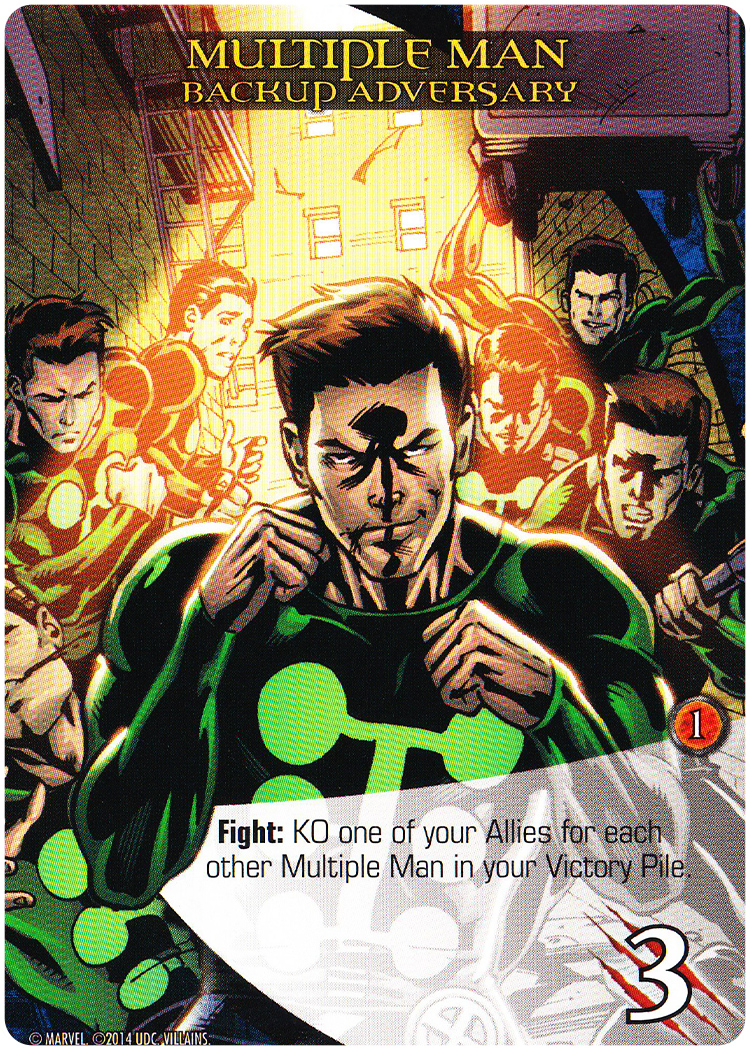 MULTIPLE MAN
BACKUP ADVERSARY
1
Fight: KO one of your Allies for each
other Multiple Man in your Victory Pile.
3
© MARVEL. ©2014 UDC. VILLAINS.